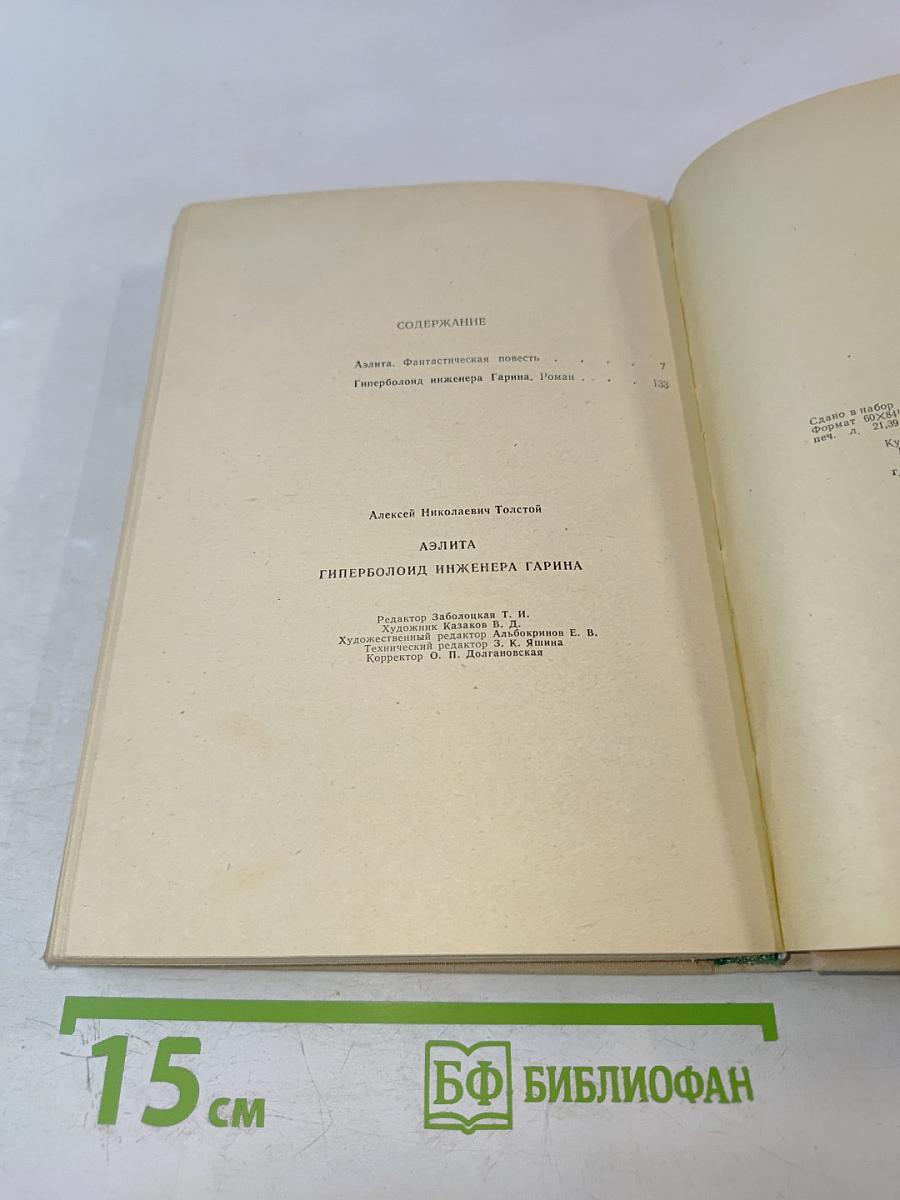 СОДЕРЖАНИЕ
Аэлита. Фантастическая повесть . . . . 7
Гиперболоид инженера Гарина. Роман . . . . 133
Алексей Николаевич Толстой
АЭЛИТА
ГИПЕРБОЛОИД ИНЖЕНЕРА ГАРИНА
Редактор Заболоцкая Т. И.
Художник Казаков В. Д.
Художественный редактор Альбокринов Е. В.
Технический редактор З. К. Яшина
Корректор О. П. Долгановская
Сдано в набор
Формат 60×84
печ. л. 21,39
15 см
БФ БИБЛИОФАН